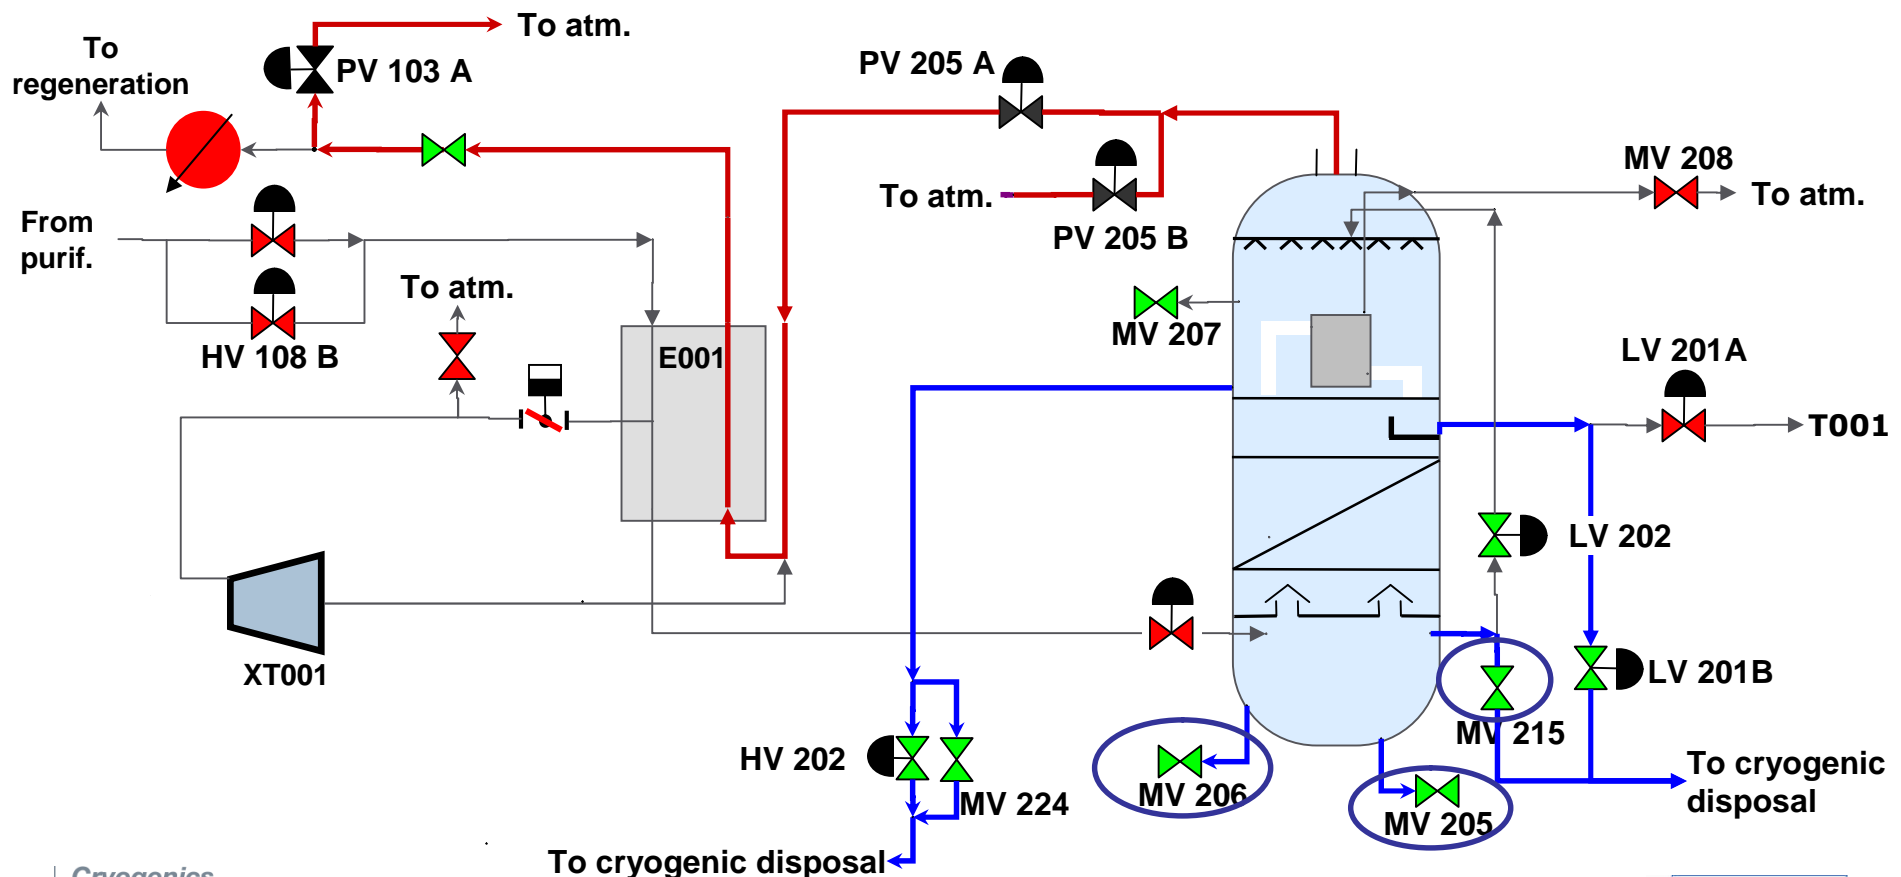 To atm.
To
regeneration
PV 103 A
PV 205 A
MV 208
To atm.
To atm.
PV 205 B
From
purif.
To atm.
MV 207
HV 108 B
E001
LV 201A
T001
LV 202
XT001
LV 201B
MV 215
HV 202
MV 206
MV 224
MV 205
To cryogenic
disposal
To cryogenic disposal
Cryogenics